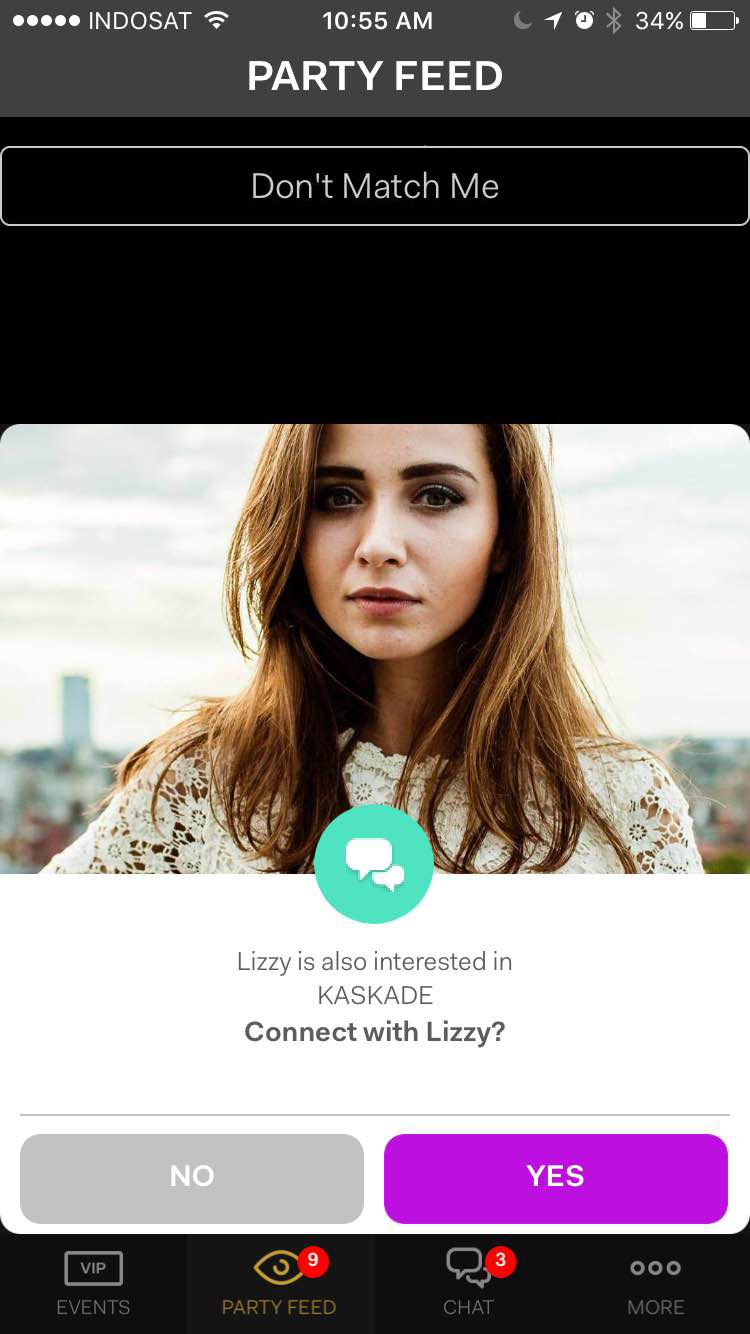 INDOSAT 10:55 AM 34%
PARTY FEED
Don't Match Me
Lizzy is also interested in
KASKADE
Connect with Lizzy?
NO YES
VIP 9 3
EVENTS PARTY FEED CHAT MORE